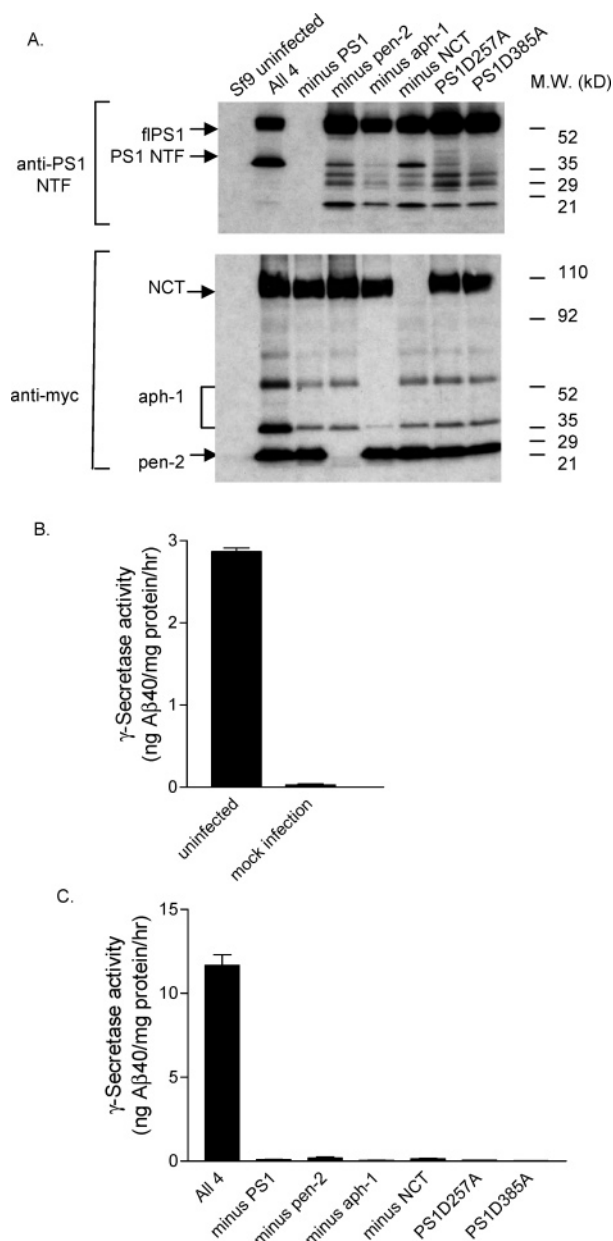 A.
Sf9 uninfected
All 4
minus PS1
minus pen-2
minus aph-1
minus NCT
PS1D257A
PS1D385A
M.W. (kD)
anti-PS1
NTF
flPS1
PS1 NTF
52
35
29
21
anti-myc
NCT
aph-1
pen-2
110
92
52
35
29
21
B.
γ-Secretase activity
(ng Aβ40/mg protein/hr)
3
2
1
0
uninfected
mock infection
C.
γ-Secretase activity
(ng Aβ40/mg protein/hr)
15
10
5
0
All 4
minus PS1
minus pen-2
minus aph-1
minus NCT
PS1D257A
PS1D385A